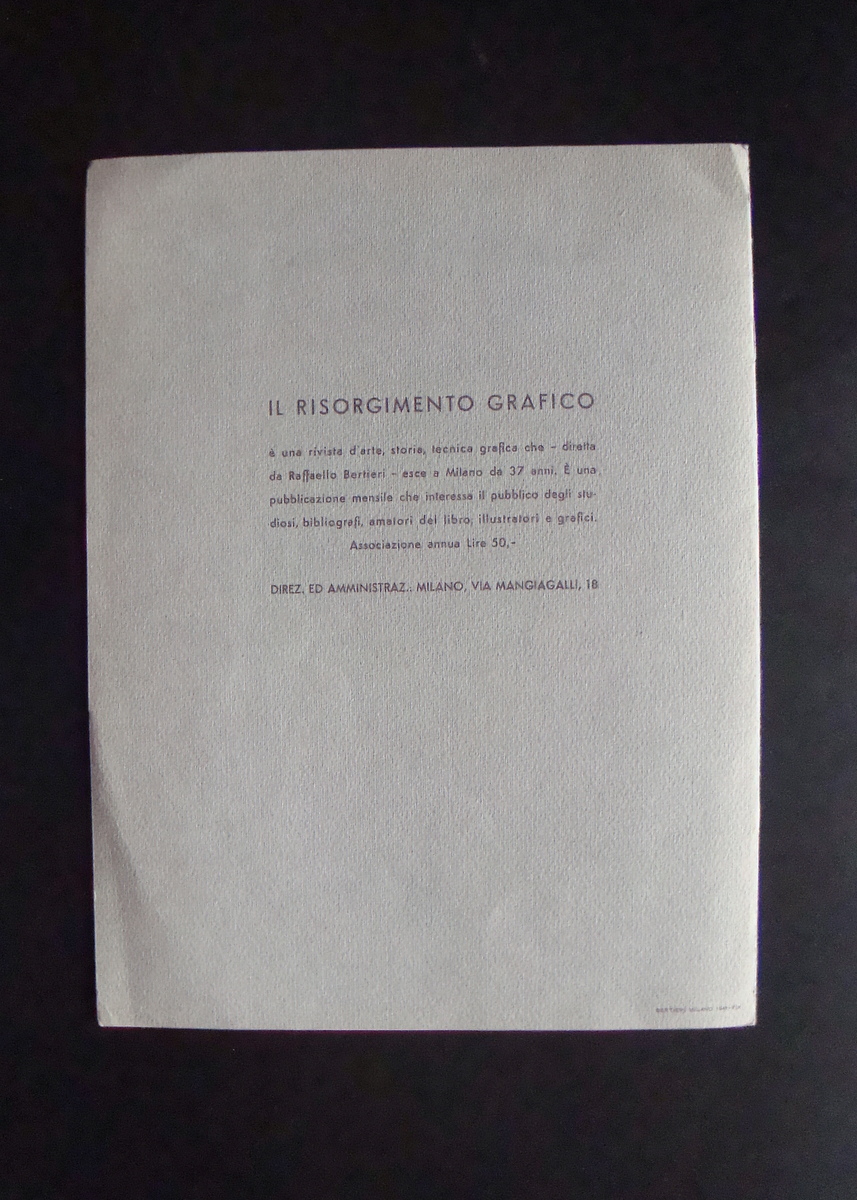 IL RISORGIMENTO GRAFICO
è una rivista d'arte, storia, tecnica grafica che – diretta
da Raffaello Bertieri – esce a Milano da 37 anni. È una
pubblicazione mensile che interessa il pubblico degli stu-
diosi, bibliografi, amatori del libro, illustratori e grafici.
Associazione annua Lire 50,–
DIREZ. ED AMMINISTRAZ.: MILANO, VIA MANGIAGALLI, 18
BERTIERI MILANO